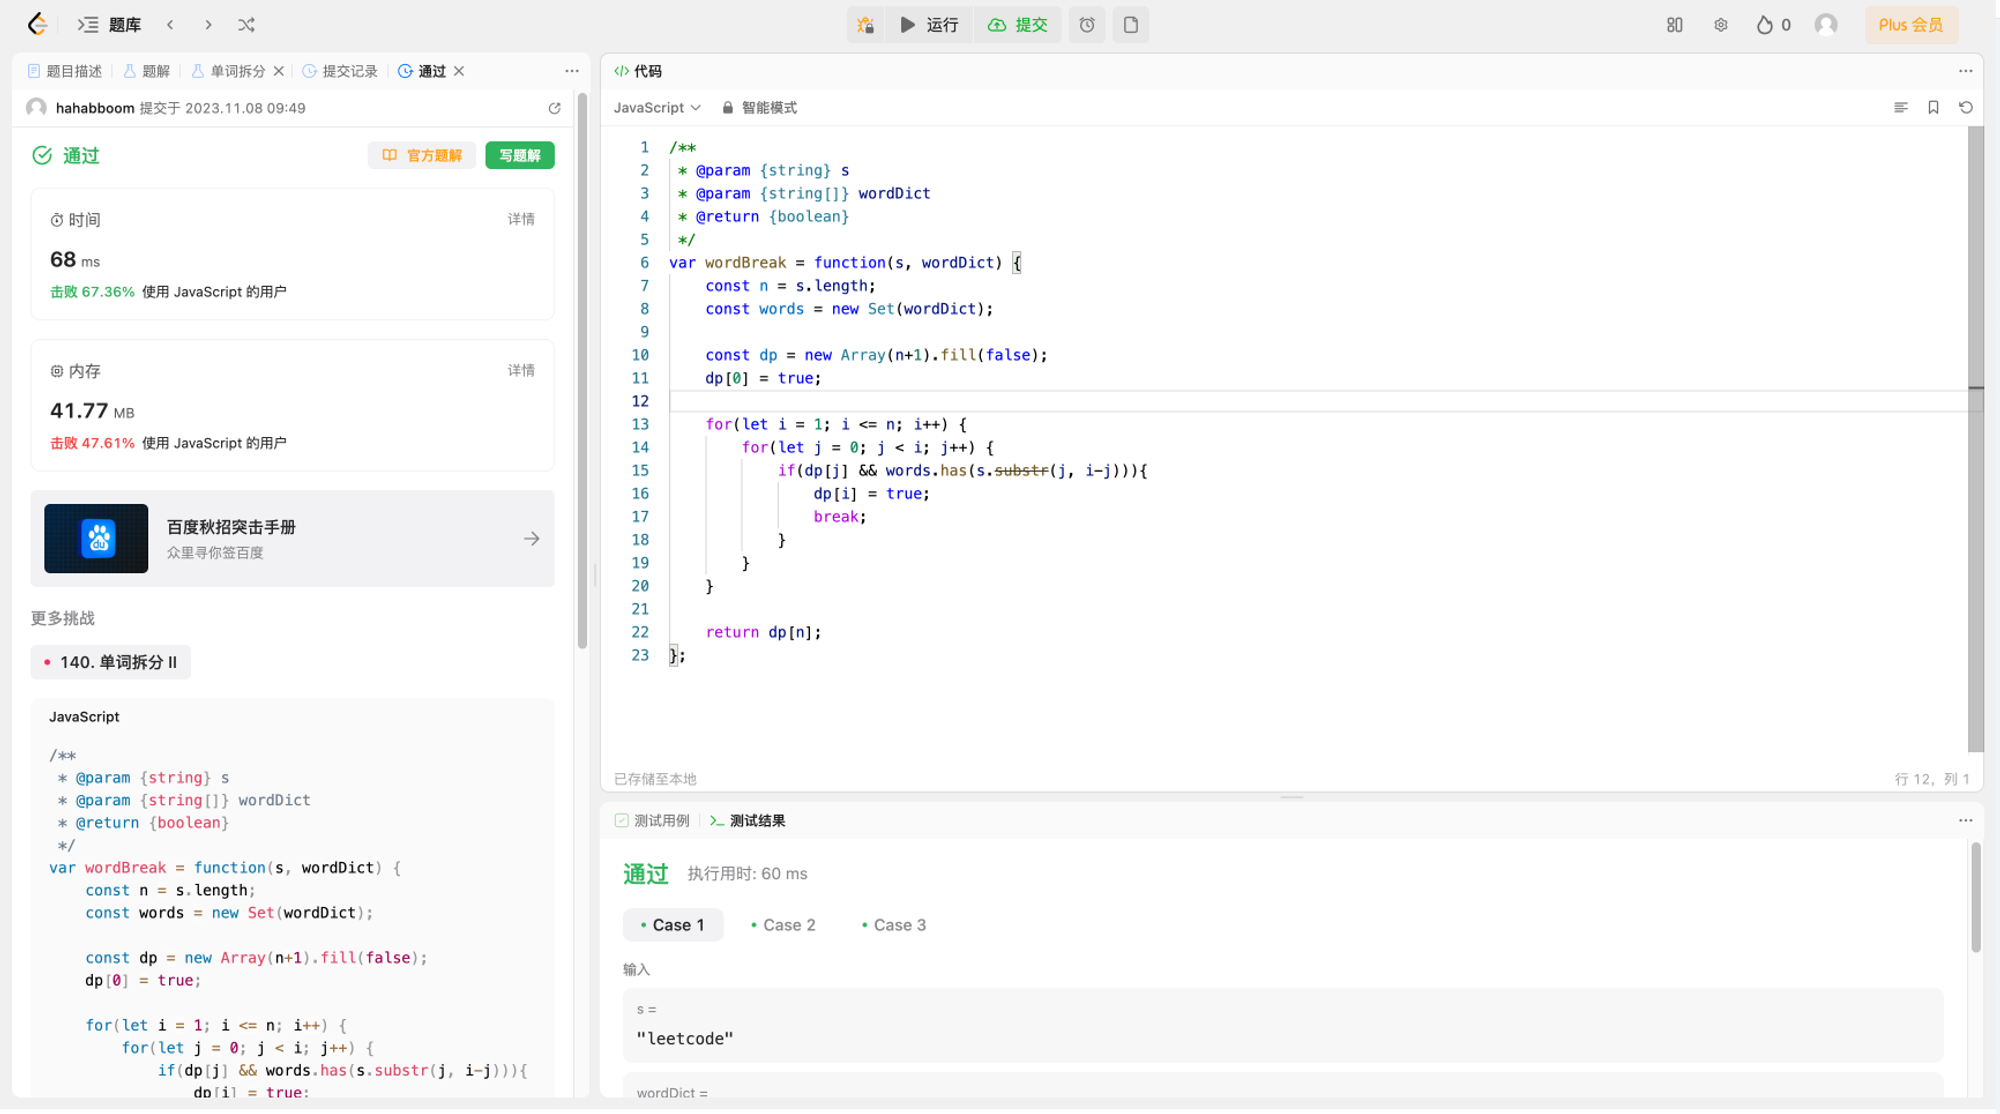 题库
运行
提交
0
Plus 会员
题目描述
题解
单词拆分
提交记录
通过
hahabboom 提交于 2023.11.08 09:49
通过
官方题解
写题解
时间
详情
68 ms
击败 67.36% 使用 JavaScript 的用户
内存
详情
41.77 MB
击败 47.61% 使用 JavaScript 的用户
du
百度秋招突击手册
众里寻你签百度
更多挑战
140. 单词拆分 II
JavaScript
/**
 * @param {string} s
 * @param {string[]} wordDict
 * @return {boolean}
 */
var wordBreak = function(s, wordDict) {
    const n = s.length;
    const words = new Set(wordDict);
    const dp = new Array(n+1).fill(false);
    dp[0] = true;
    for(let i = 1; i <= n; i++) {
        for(let j = 0; j < i; j++) {
            if(dp[j] && words.has(s.substr(j, i-j))){
                dp[i] = true;
</> 代码
JavaScript
智能模式
1 /**
2  * @param {string} s
3  * @param {string[]} wordDict
4  * @return {boolean}
5  */
6 var wordBreak = function(s, wordDict) {
7     const n = s.length;
8     const words = new Set(wordDict);
9
10     const dp = new Array(n+1).fill(false);
11     dp[0] = true;
12
13     for(let i = 1; i <= n; i++) {
14         for(let j = 0; j < i; j++) {
15             if(dp[j] && words.has(s.substr(j, i-j))){
16                 dp[i] = true;
17                 break;
18             }
19         }
20     }
21
22     return dp[n];
23 };
已存储至本地
行 12, 列 1
测试用例
>_ 测试结果
通过 执行用时: 60 ms
• Case 1 • Case 2 • Case 3
输入
s =
"leetcode"
wordDict =